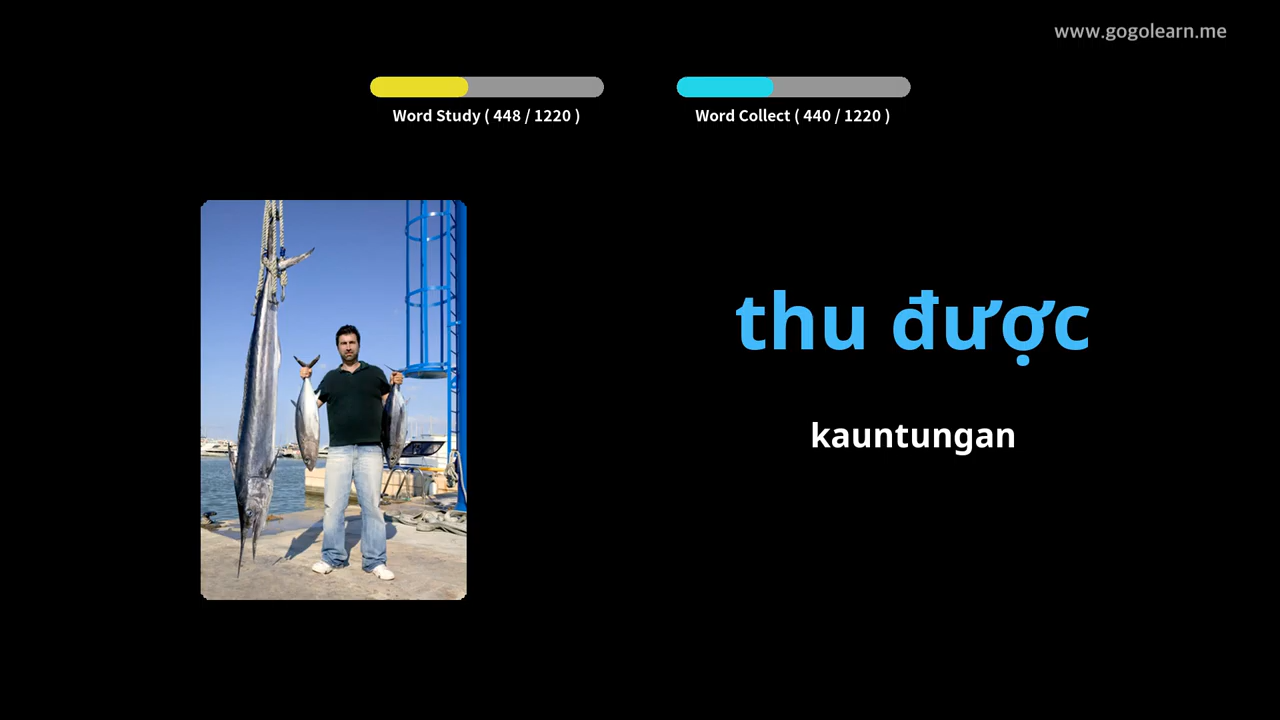 www.gogolearn.me
Word Study ( 448 / 1220 )
Word Collect ( 440 / 1220 )
thu được
kauntungan